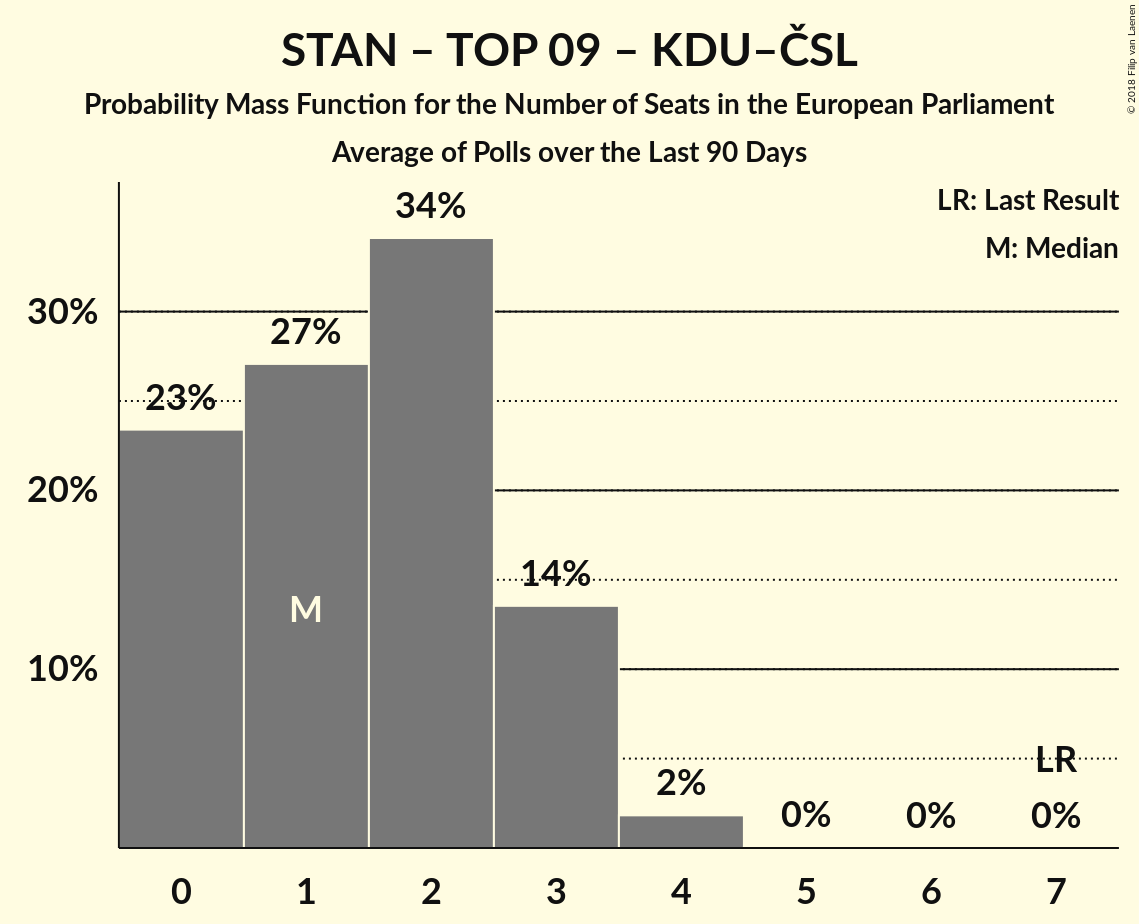 STAN – TOP 09 – KDU–ČSL
Probability Mass Function for the Number of Seats in the European Parliament
Average of Polls over the Last 90 Days
© 2018 Filip van Laenen
LR: Last Result
M: Median
34%
30%
27%
23%
20%
14%
M
10%
LR
2%
0%
0%
0%
0 1 2 3 4 5 6 7